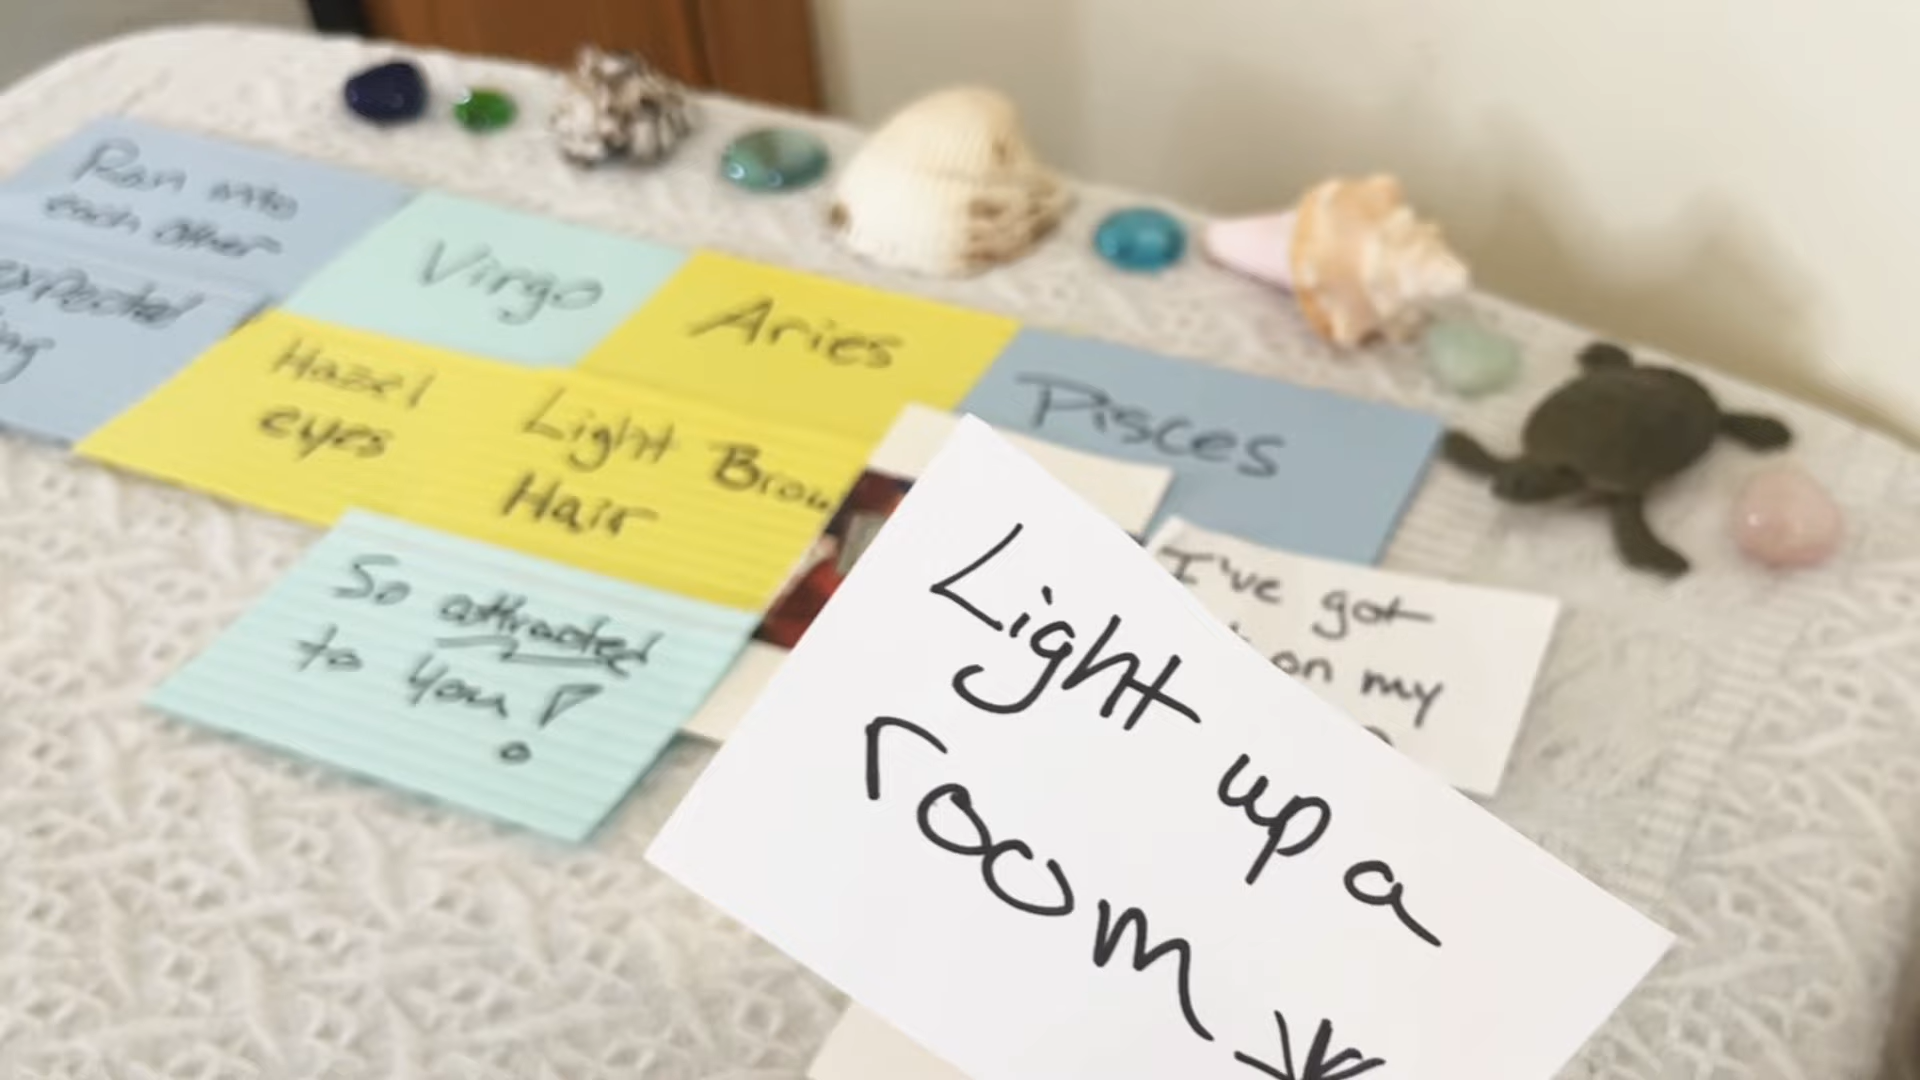 Ran into
each other
expected
Virgo
Aries
Pisces
Hazel
eyes
Light Brow
Hair
So attracted
to you!
I've got
on my
Light up a
room